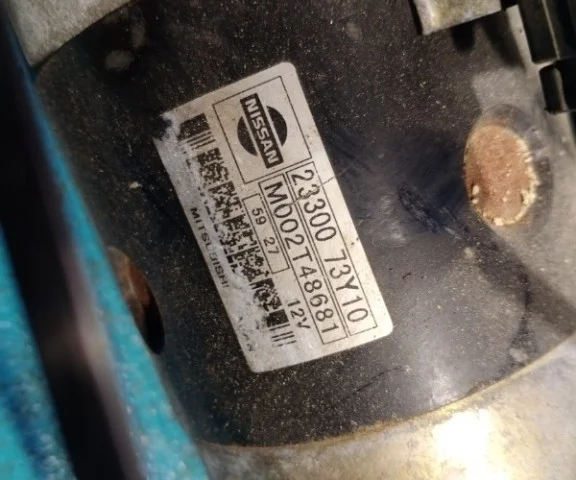 NISSAN
23300 73Y10
M002T48681
59 27
12V
MITSUBISHI